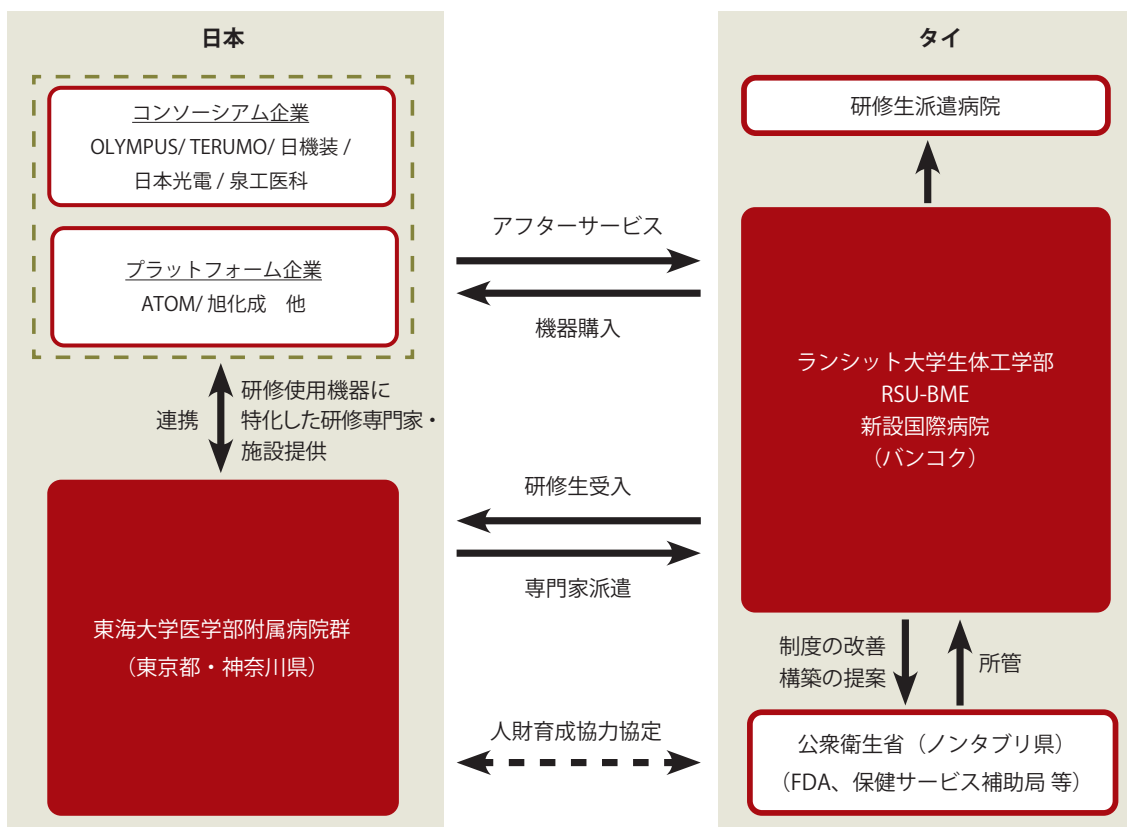 日本
コンソーシアム企業
OLYMPUS/ TERUMO/ 日機装 /
日本光電 / 泉工医科
プラットフォーム企業
ATOM/ 旭化成　他
連携
研修使用機器に
特化した研修専門家・
施設提供
東海大学医学部附属病院群
（東京都・神奈川県）
アフターサービス
機器購入
研修生受入
専門家派遣
人財育成協力協定
タイ
研修生派遣病院
ランシット大学生体工学部
RSU-BME
新設国際病院
（バンコク）
制度の改善
構築の提案
所管
公衆衛生省（ノンタブリ県）
（FDA、保健サービス補助局 等）